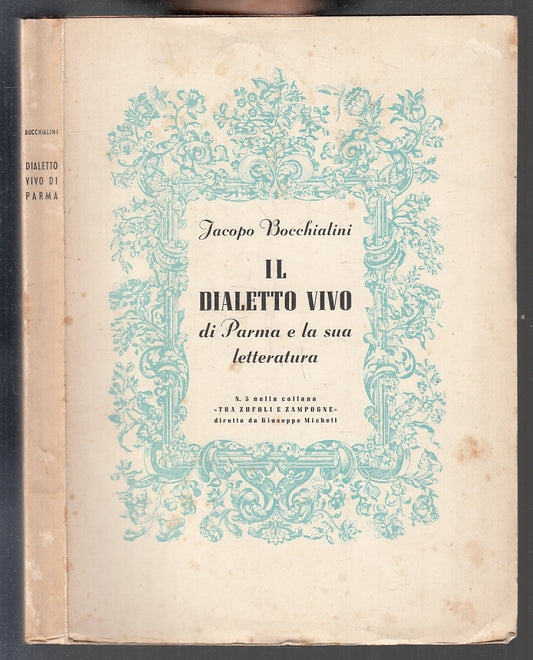 BOCCHIALINI
DIALETTO
VIVO DI
PARMA
Jacopo Bocchialini
IL
DIALETTO VIVO
di Parma e la sua
letteratura
N. 5 nella collana
«TRA ZUFOLI E ZAMPOGNE»
diretta da Giuseppe Micheli